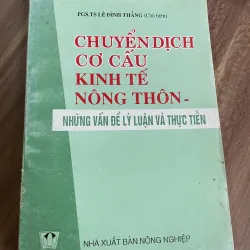 PGS.TS LÊ ĐÌNH THẮNG (Chủ biên)
CHUYỂN DỊCH
CƠ CẤU
KINH TẾ
NÔNG THÔN -
NHỮNG VẤN ĐỀ LÝ LUẬN VÀ THỰC TIỄN
NHÀ XUẤT BẢN NÔNG NGHIỆP